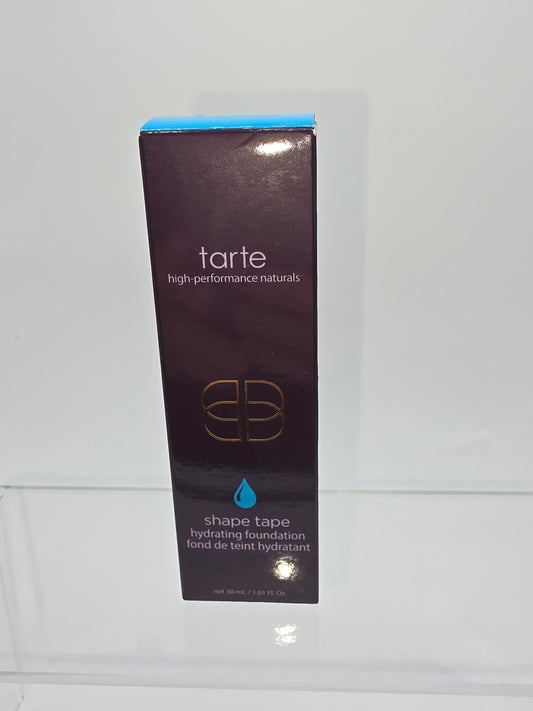 tarte
high-performance naturals
shape tape
hydrating foundation
fond de teint hydratant
net 30 mL / 1.01 Fl. Oz.